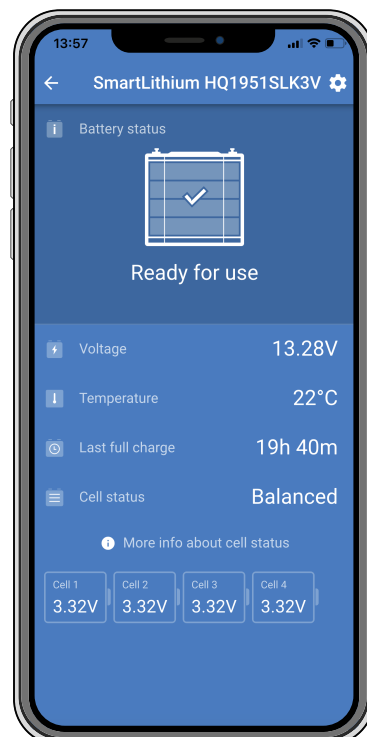 13:57
SmartLithium HQ1951SLK3V
Battery status
Ready for use
Voltage 13.28V
Temperature 22°C
Last full charge 19h 40m
Cell status Balanced
More info about cell status
Cell 1 Cell 2 Cell 3 Cell 4
3.32V 3.32V 3.32V 3.32V